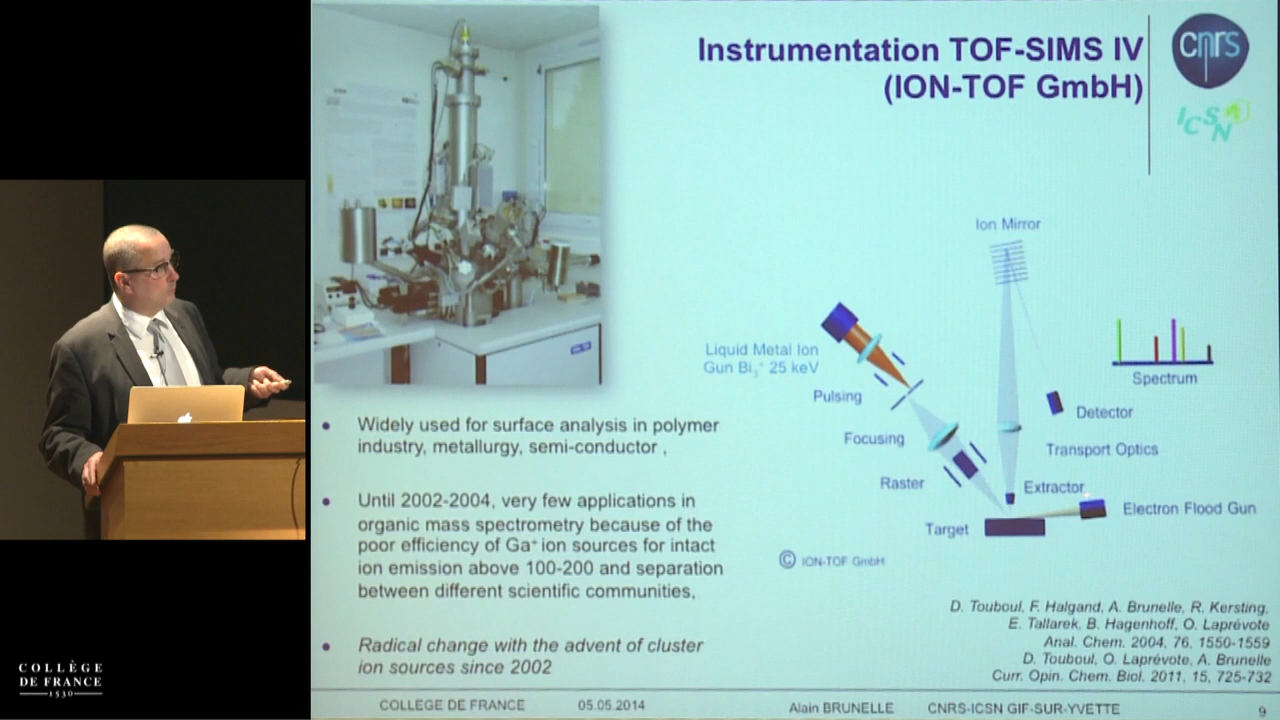 Instrumentation TOF-SIMS IV
(ION-TOF GmbH)
cnrs
ICSN
Ion Mirror
Liquid Metal Ion
Gun Bi₃⁺ 25 keV
Pulsing
Focusing
Raster
Target
Spectrum
Detector
Transport Optics
Extractor
Electron Flood Gun
© ION-TOF GmbH
• Widely used for surface analysis in polymer
industry, metallurgy, semi-conductor ,
• Until 2002-2004, very few applications in
organic mass spectrometry because of the
poor efficiency of Ga⁺ ion sources for intact
ion emission above 100-200 and separation
between different scientific communities,
• Radical change with the advent of cluster
ion sources since 2002
D. Touboul, F. Halgand, A. Brunelle, R. Kersting,
E. Tallarek, B. Hagenhoff, O. Laprévote
Anal. Chem. 2004, 76, 1550-1559
D. Touboul, O. Laprévote, A. Brunelle
Curr. Opin. Chem. Biol. 2011, 15, 725-732
COLLEGE DE FRANCE 05.05.2014 Alain BRUNELLE CNRS-ICSN GIF-SUR-YVETTE 9
COLLÈGE
DE FRANCE
1530